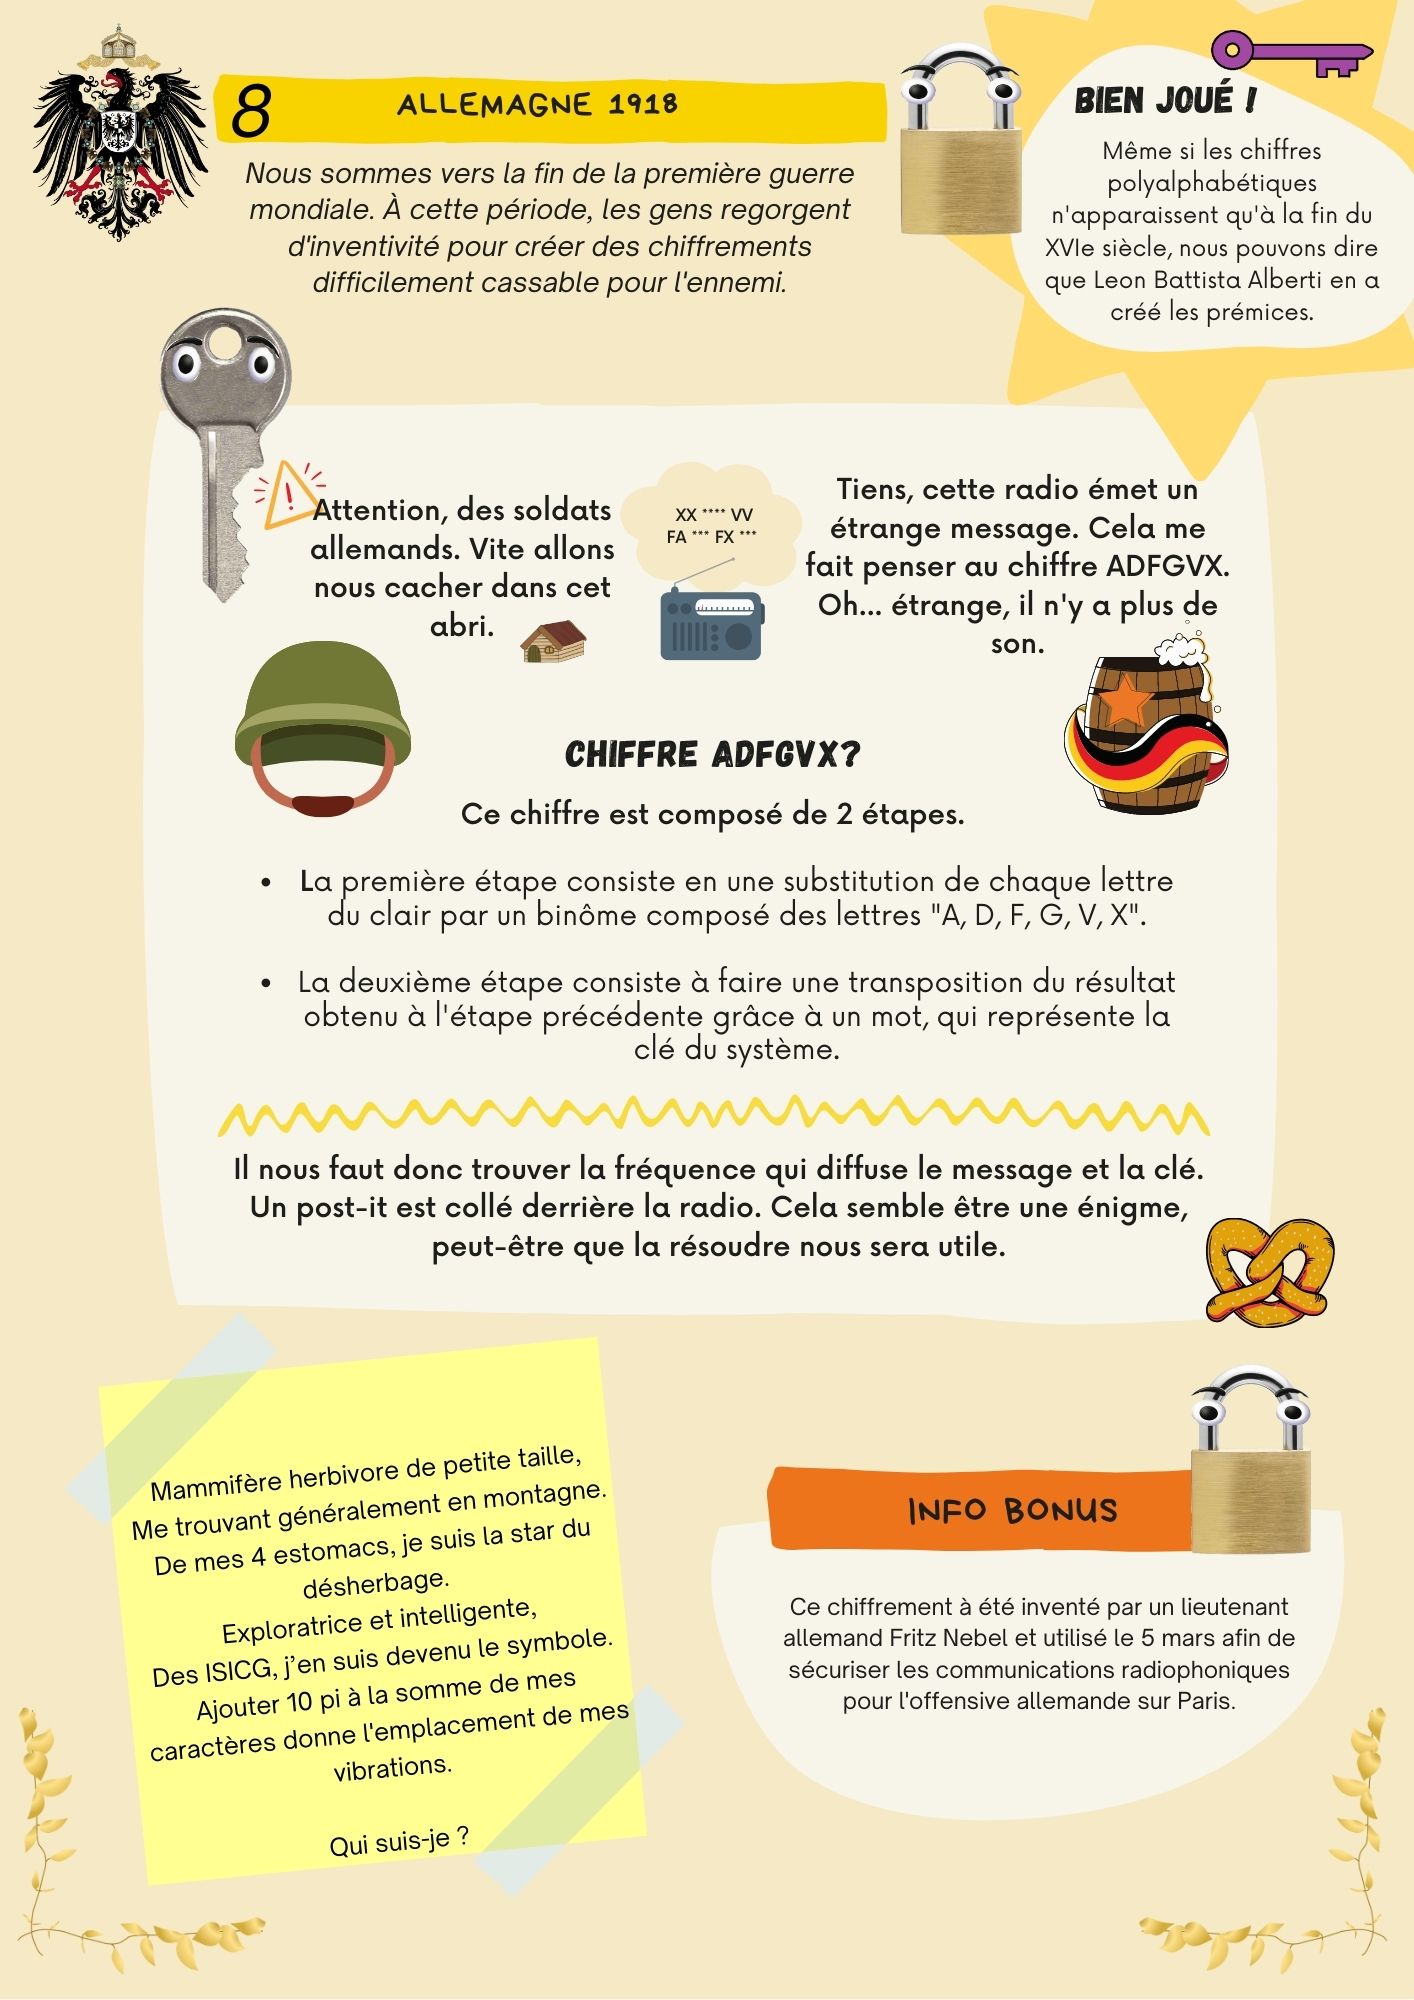 8
ALLEMAGNE 1918
Nous sommes vers la fin de la première guerre
mondiale. À cette période, les gens regorgent
d'inventivité pour créer des chiffrements
difficilement cassable pour l'ennemi.
BIEN JOUÉ !
Même si les chiffres
polyalphabétiques
n'apparaissent qu'à la fin du
XVIe siècle, nous pouvons dire
que Leon Battista Alberti en a
créé les prémices.
Attention, des soldats
allemands. Vite allons
nous cacher dans cet
abri.
XX **** VV
FA *** FX ***
Tiens, cette radio émet un
étrange message. Cela me
fait penser au chiffre ADFGVX.
Oh... étrange, il n'y a plus de
son.
CHIFFRE ADFGVX?
Ce chiffre est composé de 2 étapes.
• La première étape consiste en une substitution de chaque lettre
du clair par un binôme composé des lettres "A, D, F, G, V, X".
• La deuxième étape consiste à faire une transposition du résultat
obtenu à l'étape précédente grâce à un mot, qui représente la
clé du système.
Il nous faut donc trouver la fréquence qui diffuse le message et la clé.
Un post-it est collé derrière la radio. Cela semble être une énigme,
peut-être que la résoudre nous sera utile.
Mammifère herbivore de petite taille,
Me trouvant généralement en montagne.
De mes 4 estomacs, je suis la star du
désherbage.
Exploratrice et intelligente,
Des ISICG, j’en suis devenu le symbole.
Ajouter 10 pi à la somme de mes
caractères donne l'emplacement de mes
vibrations.
Qui suis-je ?
INFO BONUS
Ce chiffrement à été inventé par un lieutenant
allemand Fritz Nebel et utilisé le 5 mars afin de
sécuriser les communications radiophoniques
pour l'offensive allemande sur Paris.